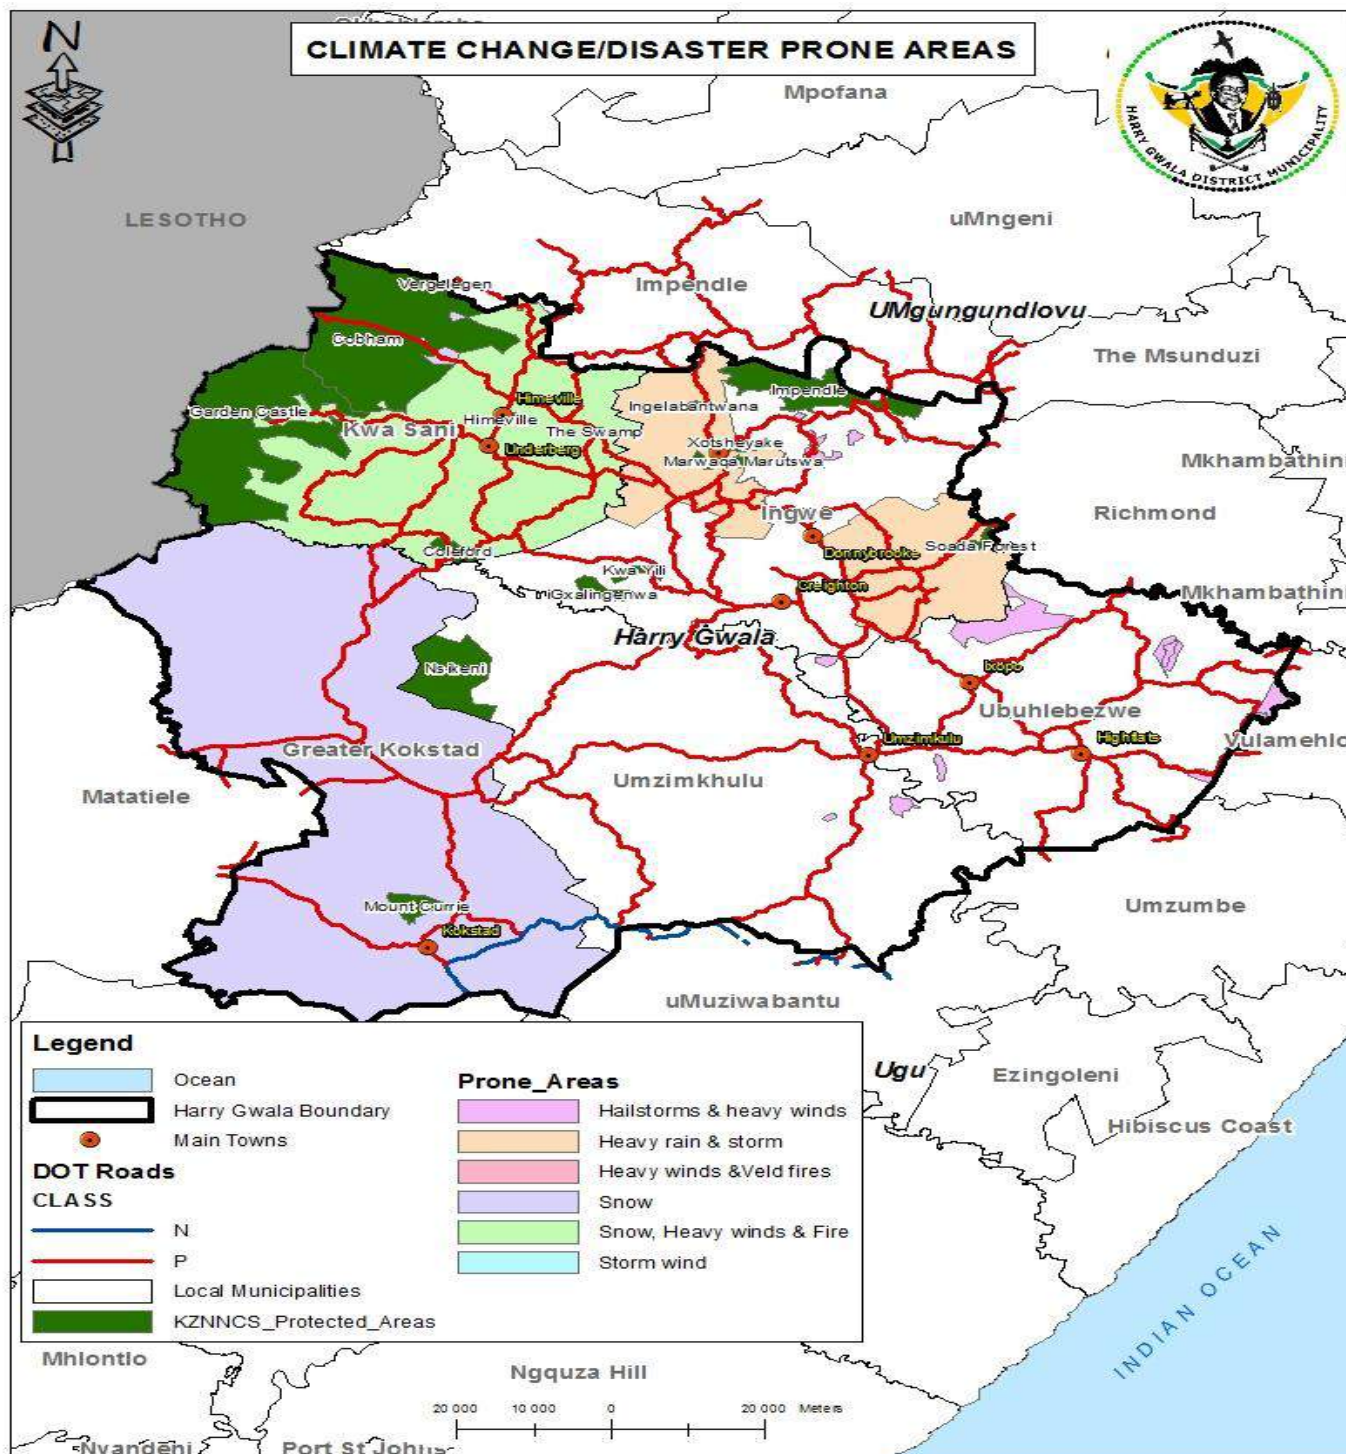 CLIMATE CHANGE/DISASTER PRONE AREAS
N
HARRY GWALA DISTRICT MUNICIPALITY
Mpofana
LESOTHO
uMngeni
Vergelegen
Impendle
UMgungundlovu
Cobham
The Msunduzi
Garden Castle
Himeville
Himeville
Kwa Sani
The Swamp
Underberg
Ingelabantwana
Impendle
Xotsheyake
Marwaqa Marutswa
Mkhambathini
Richmond
Ingwe
Donnybrooke
Soada Forest
Coleford
Kwa Yili
iGxalingenwa
Creighton
Mkhambathini
Harry Gwala
Nsikeni
Ixopo
Ubuhlebezwe
Greater Kokstad
Umzimkulu
Highflats
Vulamehlo
Umzimkhulu
Matatiele
Mount Currie
Kokstad
Umzumbe
uMuziwabantu
Ugu
Ezingoleni
Hibiscus Coast
INDIAN OCEAN
Legend
Ocean
Harry Gwala Boundary
Main Towns
DOT Roads
CLASS
N
P
Local Municipalities
KZNNCS_Protected_Areas
Prone_Areas
Hailstorms & heavy winds
Heavy rain & storm
Heavy winds &Veld fires
Snow
Snow, Heavy winds & Fire
Storm wind
Mhlontlo
Ngquza Hill
20 000 10 000 0 20 000 Meters
Nyandeni
Port St Johns